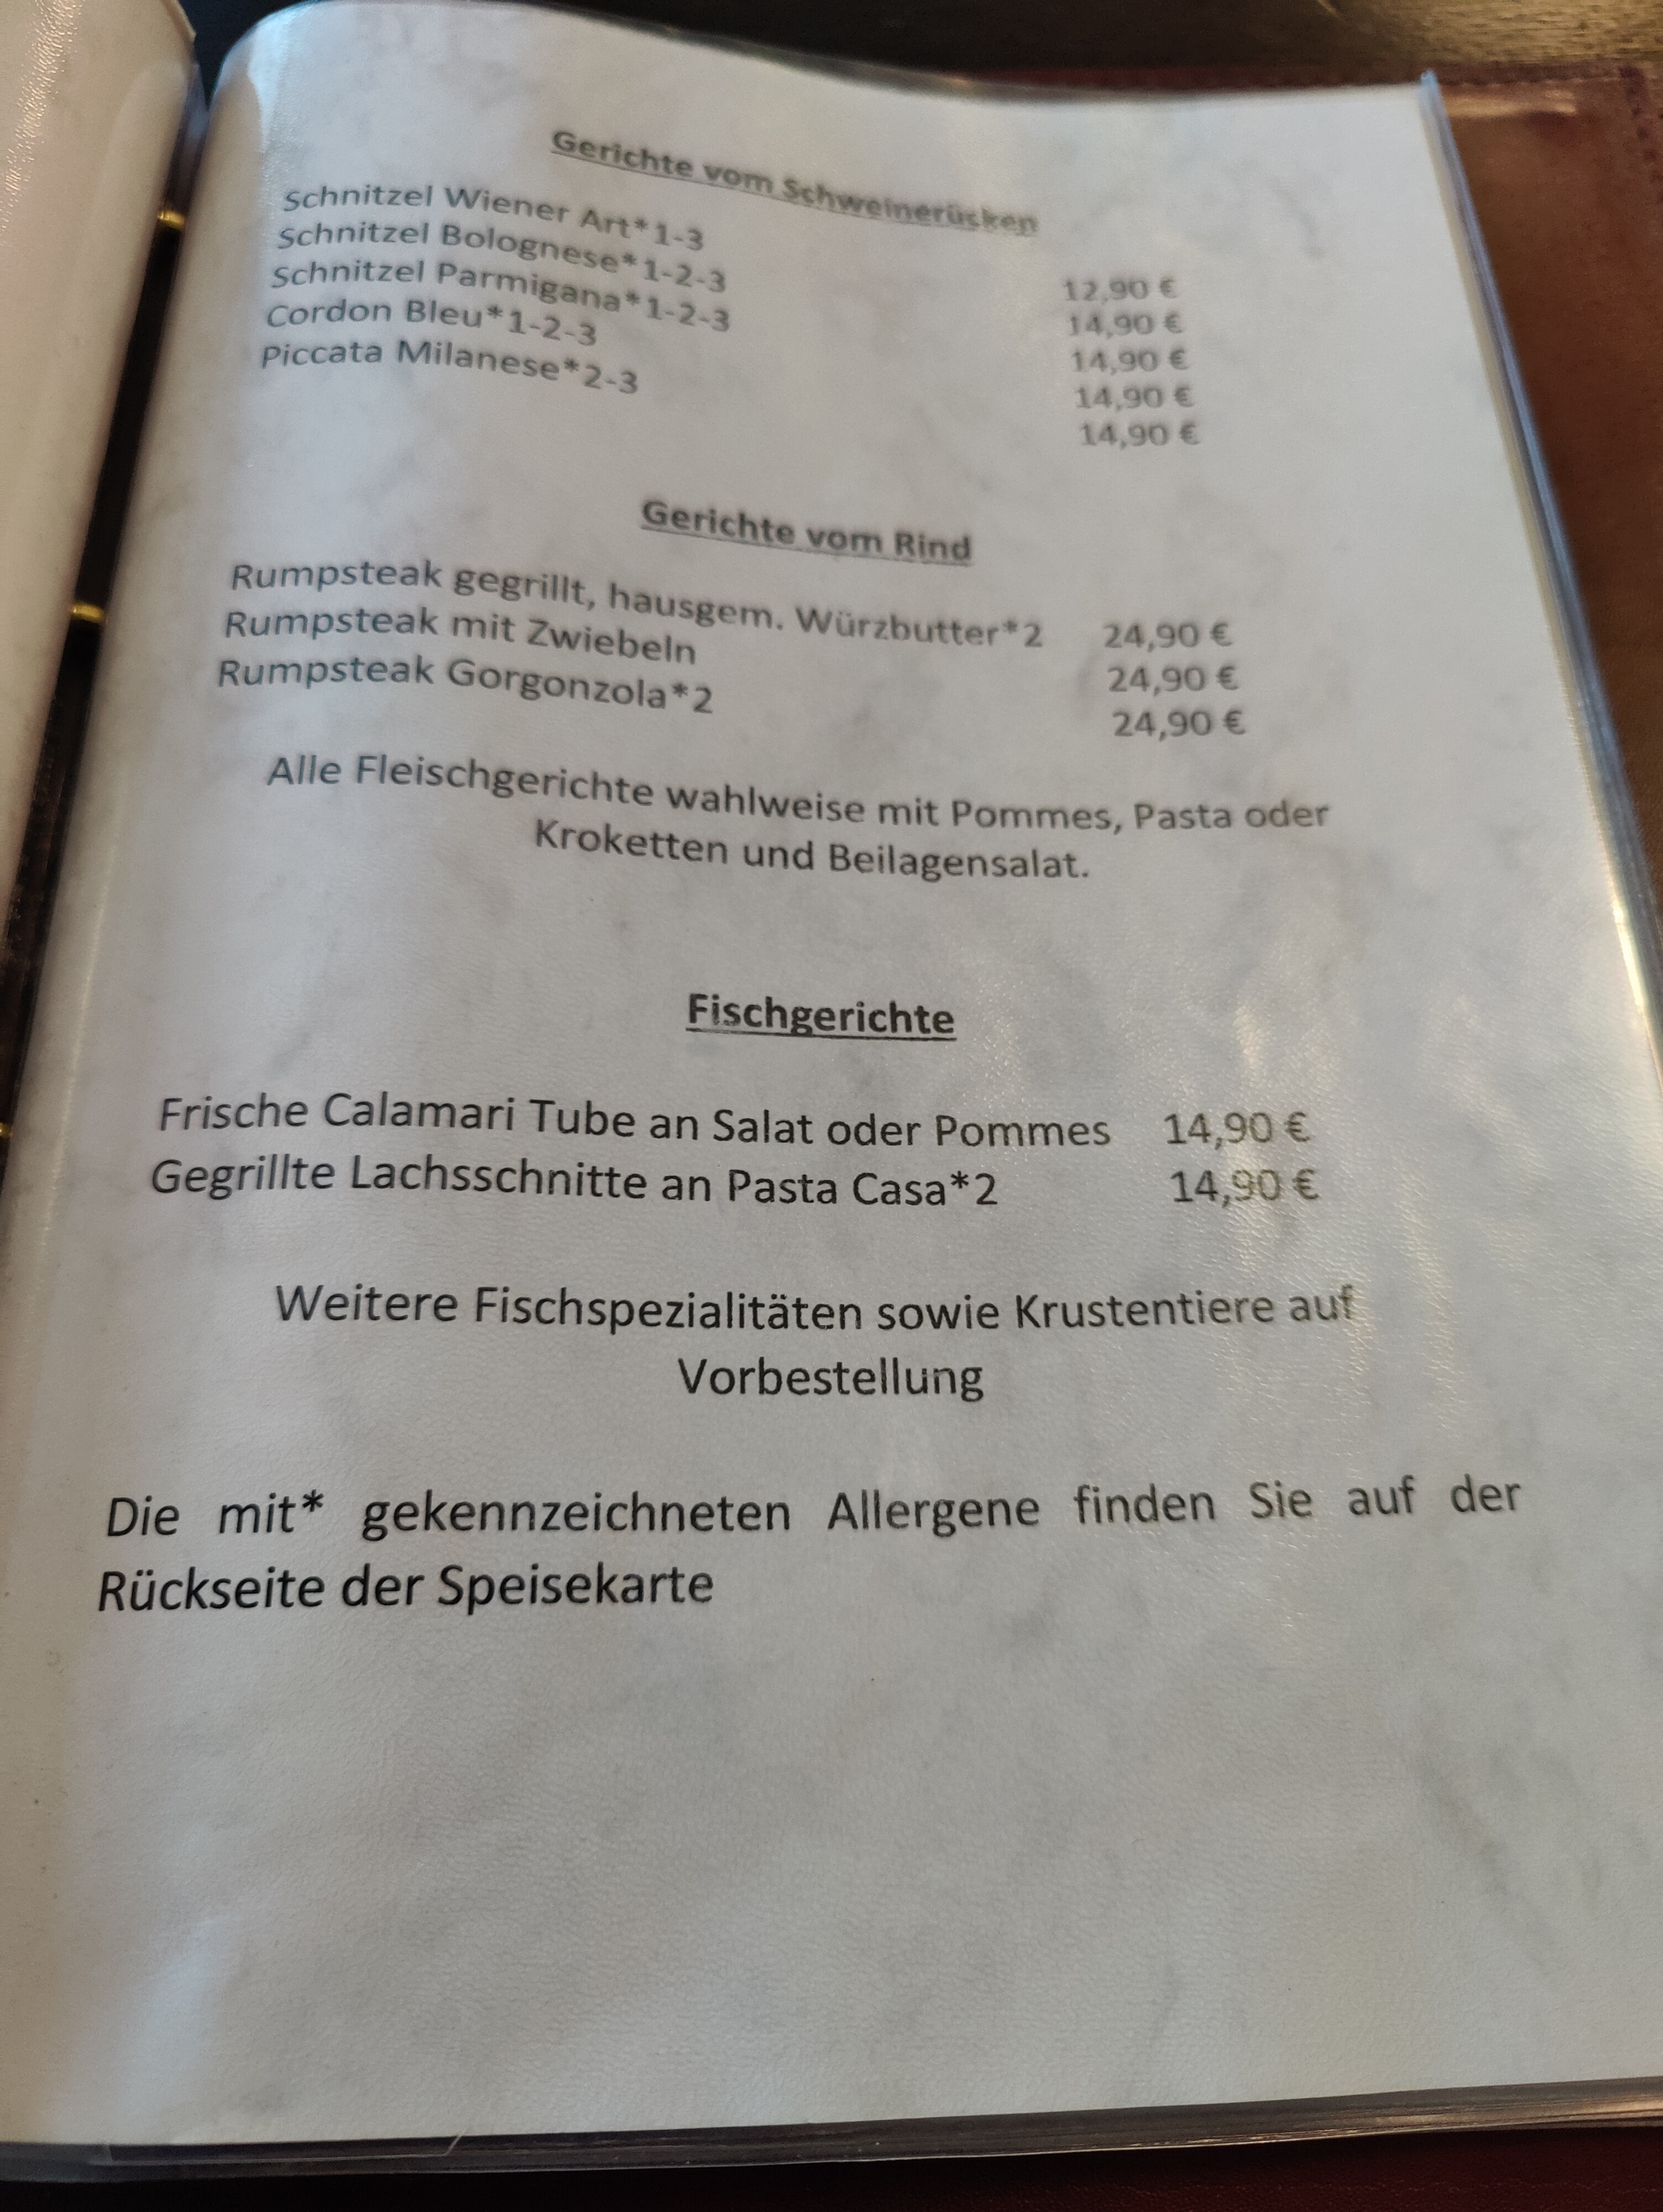 Gerichte vom Schweinerücken
Schnitzel Wiener Art*1-3 12,90 €
Schnitzel Bolognese*1-2-3 14,90 €
Schnitzel Parmigana*1-2-3 14,90 €
Cordon Bleu*1-2-3 14,90 €
Piccata Milanese*2-3 14,90 €
Gerichte vom Rind
Rumpsteak gegrillt, hausgem. Würzbutter*2 24,90 €
Rumpsteak mit Zwiebeln 24,90 €
Rumpsteak Gorgonzola*2 24,90 €
Alle Fleischgerichte wahlweise mit Pommes, Pasta oder
Kroketten und Beilagensalat.
Fischgerichte
Frische Calamari Tube an Salat oder Pommes 14,90 €
Gegrillte Lachsschnitte an Pasta Casa*2 14,90 €
Weitere Fischspezialitäten sowie Krustentiere auf
Vorbestellung
Die mit* gekennzeichneten Allergene finden Sie auf der
Rückseite der Speisekarte